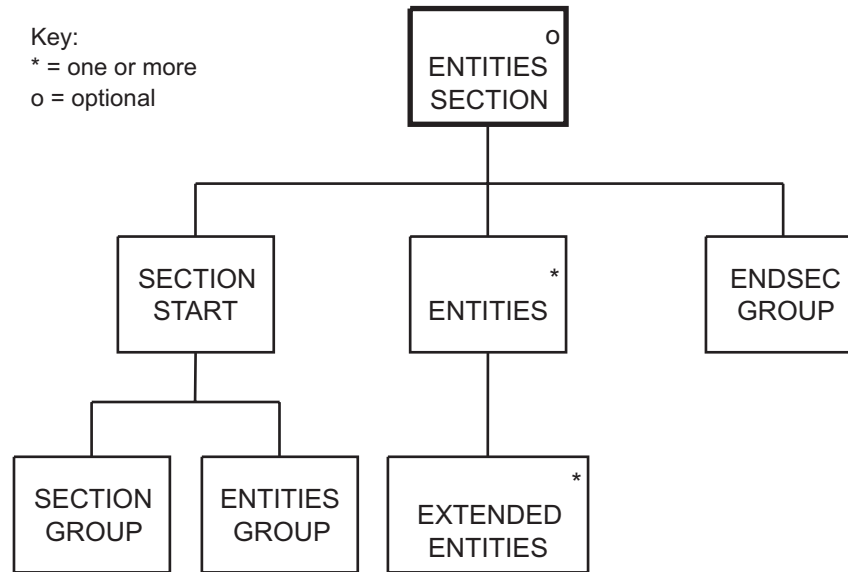 Key:
* = one or more
o = optional
o
ENTITIES
SECTION
SECTION
START
*
ENTITIES
ENDSEC
GROUP
SECTION
GROUP
ENTITIES
GROUP
*
EXTENDED
ENTITIES